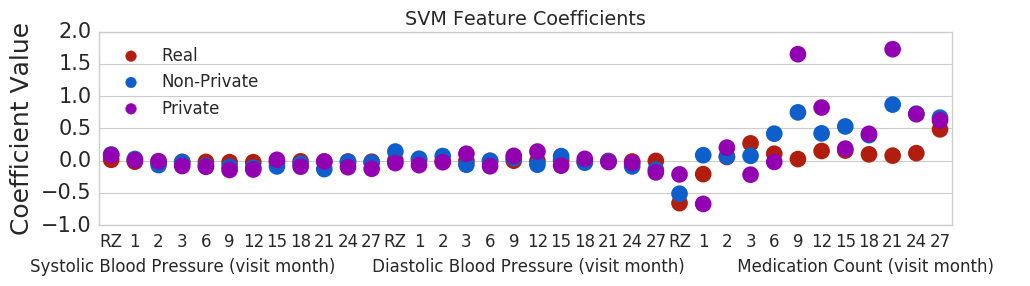 SVM Feature Coefficients
Coefficient Value
2.0
1.5
1.0
0.5
0.0
−0.5
−1.0
Real
Non-Private
Private
RZ 1 2 3 6 9 12 15 18 21 24 27 RZ 1 2 3 6 9 12 15 18 21 24 27 RZ 1 2 3 6 9 12 15 18 21 24 27
Systolic Blood Pressure (visit month) Diastolic Blood Pressure (visit month) Medication Count (visit month)